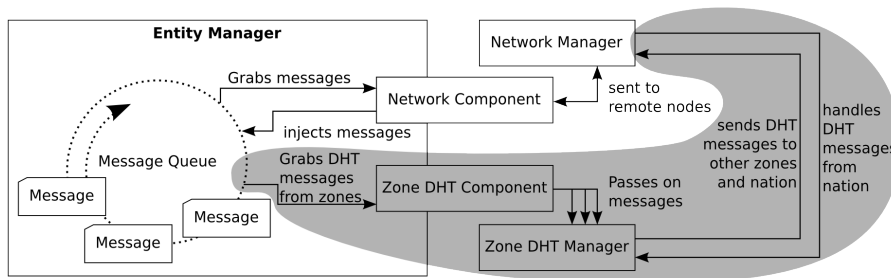 Entity Manager
Grabs messages
Network Component
injects messages
Message Queue
Message
Message
Message
Grabs DHT
messages
from zones
Zone DHT Component
Network Manager
sent to
remote nodes
Passes on
messages
Zone DHT Manager
sends DHT
messages to
other zones
and nation
handles
DHT
messages
from
nation